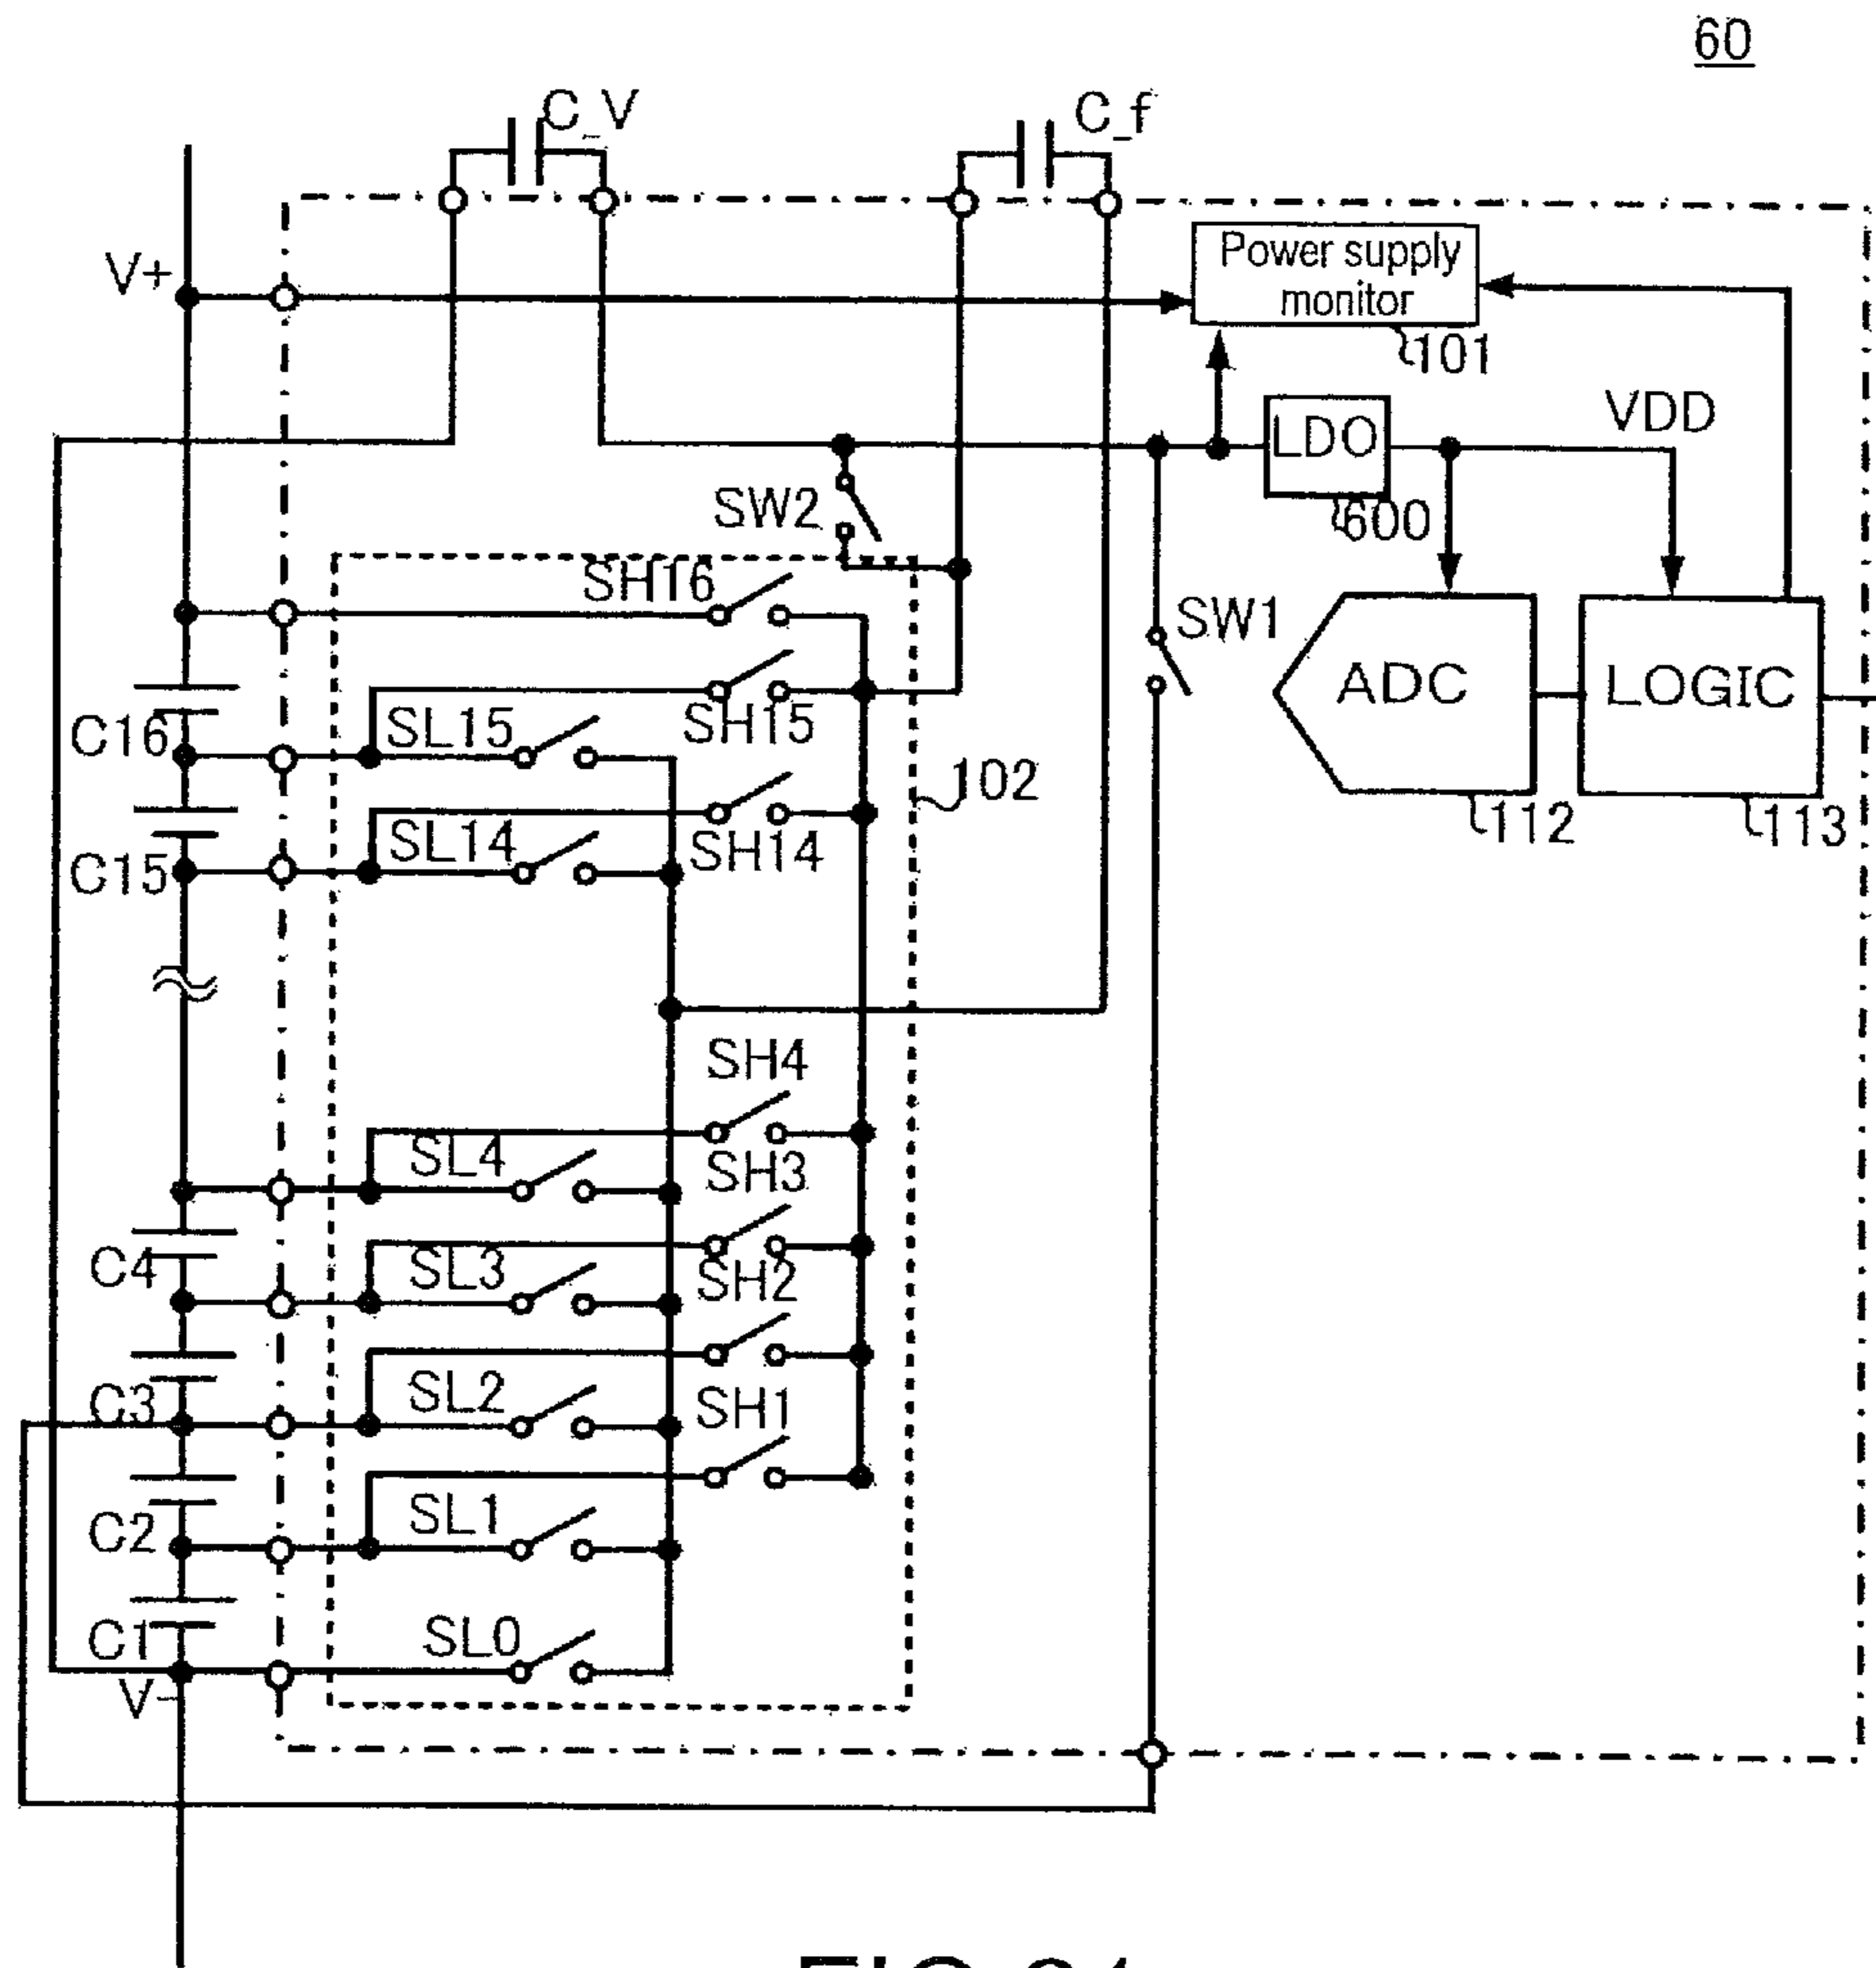 60
C_V
C_f
V+
Power supply
monitor
101
VDD
LDO
600
SW2
SH16
SW1
ADC
LOGIC
C16
SL15
SH15
102
112
113
SL14
SH14
C15
SH4
SL4
SH3
C4
SL3
SH2
C3
SL2
SH1
C2
SL1
C1
SL0
V-